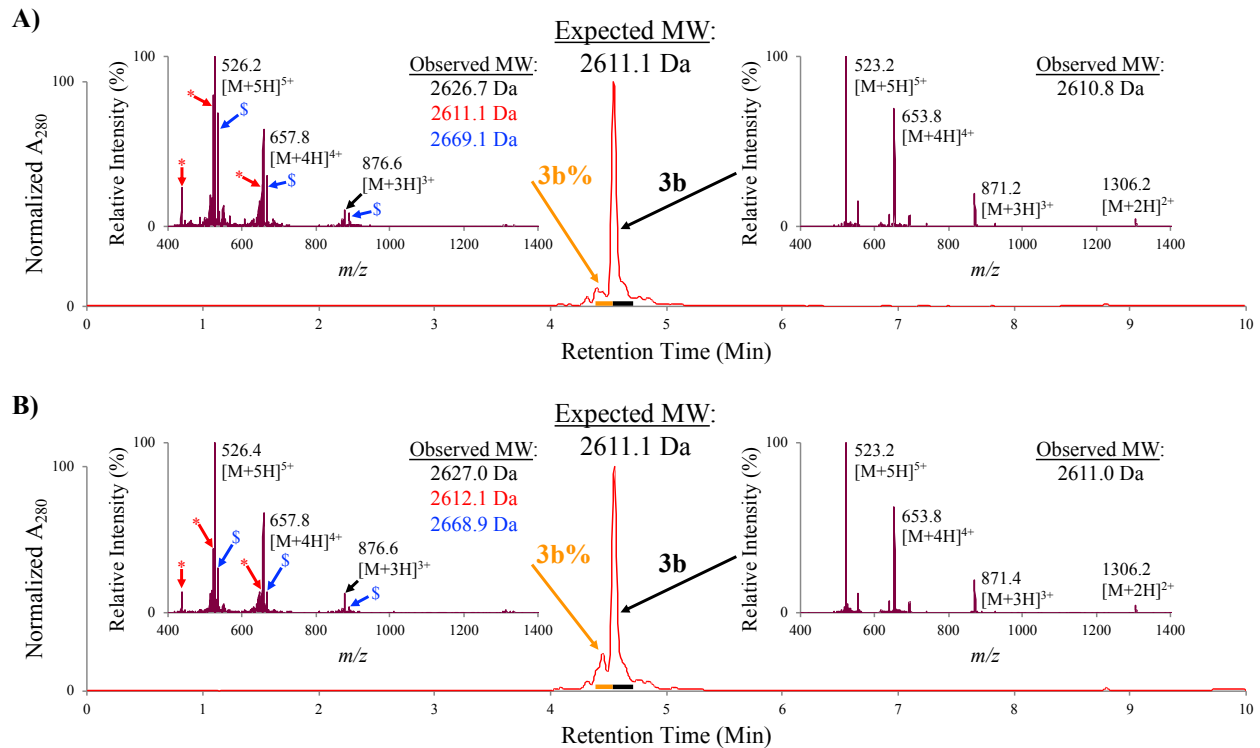 A)
Expected MW:
2611.1 Da
Normalized A280
100
0
Relative Intensity (%)
100
0
526.2
[M+5H]5+
*
$
*
657.8
[M+4H]4+
*
$
876.6
[M+3H]3+
$
400 600 800 1000 1200 1400
m/z
Observed MW:
2626.7 Da
2611.1 Da
2669.1 Da
3b%
3b
Relative Intensity (%)
100
0
523.2
[M+5H]5+
653.8
[M+4H]4+
871.2
[M+3H]3+
1306.2
[M+2H]2+
400 600 800 1000 1200 1400
m/z
Observed MW:
2610.8 Da
0 1 2 3 4 5 6 7 8 9 10
Retention Time (Min)
B)
Expected MW:
2611.1 Da
Normalized A280
100
0
Relative Intensity (%)
100
0
526.4
[M+5H]5+
*
$
*
657.8
[M+4H]4+
*
$
876.6
[M+3H]3+
$
400 600 800 1000 1200 1400
m/z
Observed MW:
2627.0 Da
2612.1 Da
2668.9 Da
3b%
3b
Relative Intensity (%)
100
0
523.2
[M+5H]5+
653.8
[M+4H]4+
871.4
[M+3H]3+
1306.2
[M+2H]2+
400 600 800 1000 1200 1400
m/z
Observed MW:
2611.0 Da
0 1 2 3 4 5 6 7 8 9 10
Retention Time (Min)